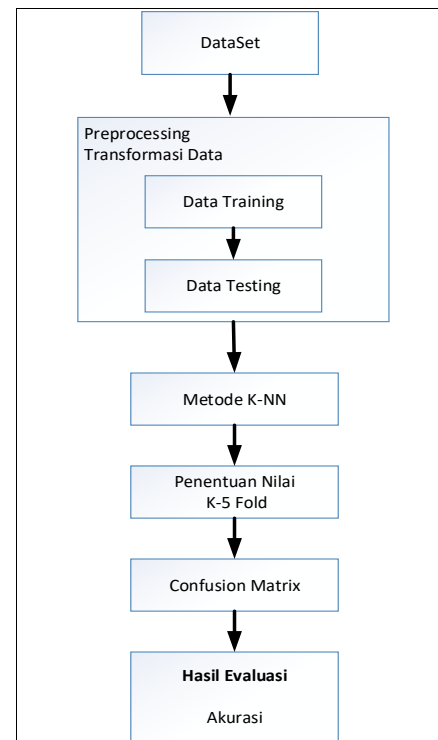 DataSet
Preprocessing
Transformasi Data
Data Training
Data Testing
Metode K-NN
Penentuan Nilai
K-5 Fold
Confusion Matrix
Hasil Evaluasi
Akurasi